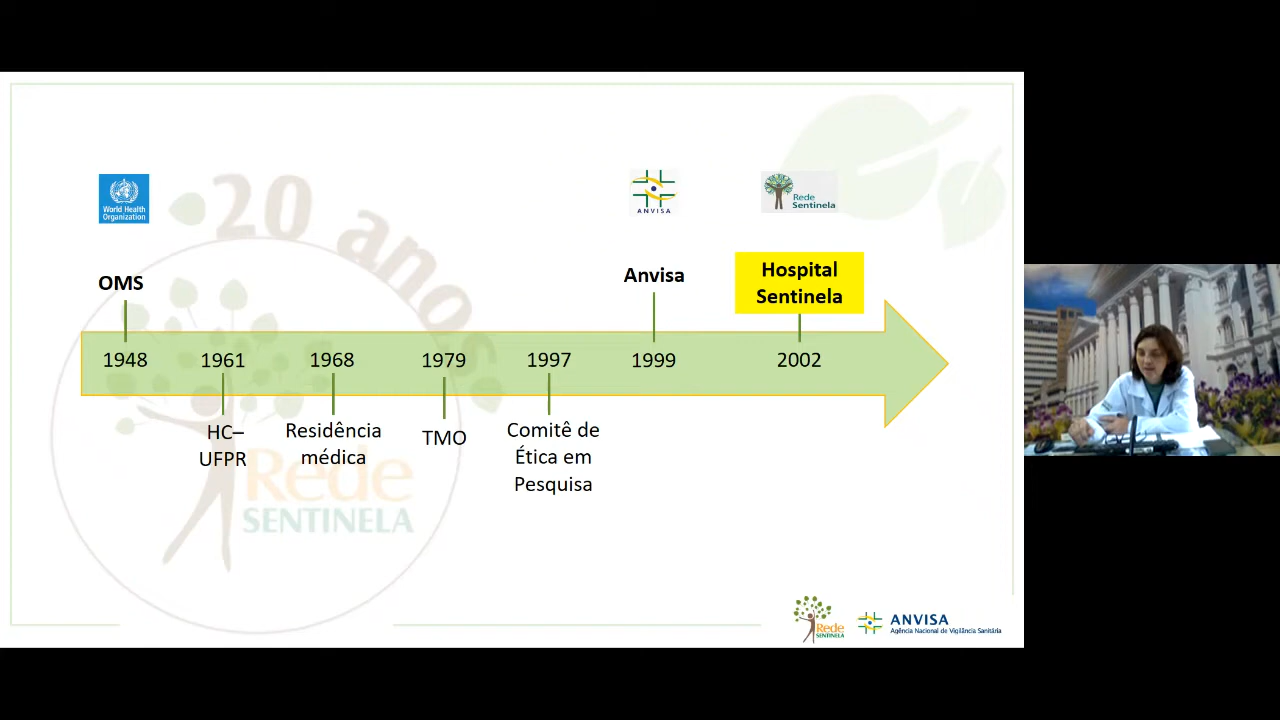 20 anos
World Health
Organization
ANVISA
Rede
Sentinela
OMS
Anvisa
Hospital
Sentinela
1948
1961
1968
1979
1997
1999
2002
HC–
UFPR
Residência
médica
TMO
Comitê de
Ética em
Pesquisa
Rede
SENTINELA
Rede
SENTINELA
ANVISA
Agência Nacional de Vigilância Sanitária